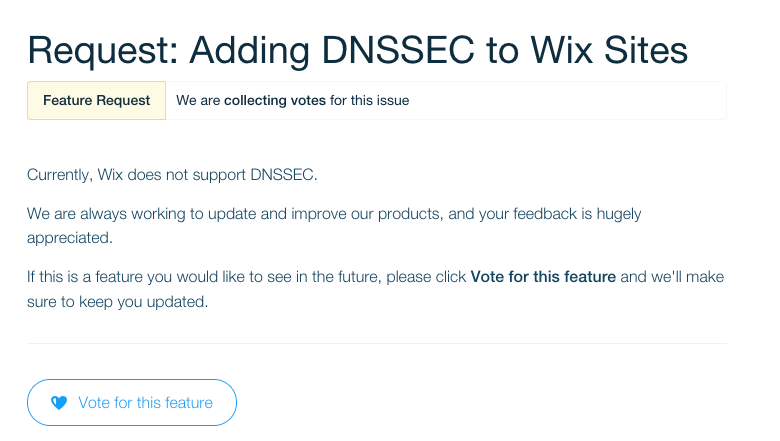 Request: Adding DNSSEC to Wix Sites
Feature Request We are collecting votes for this issue
Currently, Wix does not support DNSSEC.
We are always working to update and improve our products, and your feedback is hugely
appreciated.
If this is a feature you would like to see in the future, please click Vote for this feature and we'll make
sure to keep you updated.
Vote for this feature